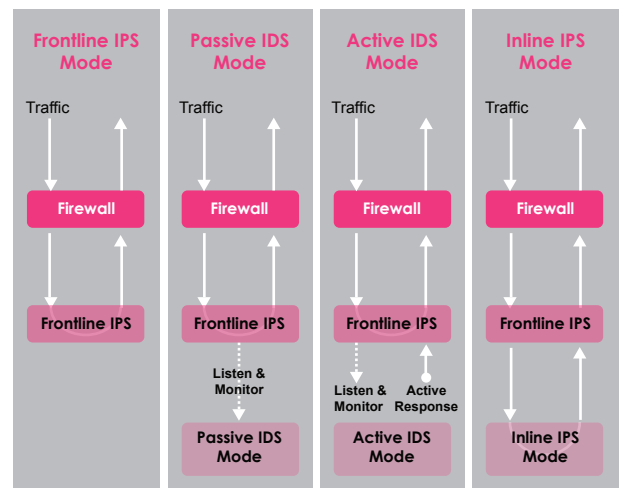 Frontline IPS
Mode
Traffic
Firewall
Frontline IPS
Passive IDS
Mode
Traffic
Firewall
Frontline IPS
Listen &
Monitor
Passive IDS
Mode
Active IDS
Mode
Traffic
Firewall
Frontline IPS
Listen &
Monitor
Active
Response
Active IDS
Mode
Inline IPS
Mode
Traffic
Firewall
Frontline IPS
Inline IPS
Mode